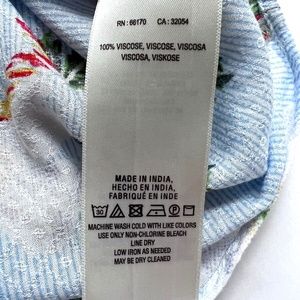 RN: 66170 CA: 32054
100% VISCOSE, VISCOSE, VISCOSA
VISCOSA, VISKOSE
MADE IN INDIA,
HECHO EN INDIA,
FABRIQUÉ EN INDE
30
MACHINE WASH COLD WITH LIKE COLORS
USE ONLY NON-CHLORINE BLEACH
LINE DRY
LOW IRON AS NEEDED
MAY BE DRY CLEANED